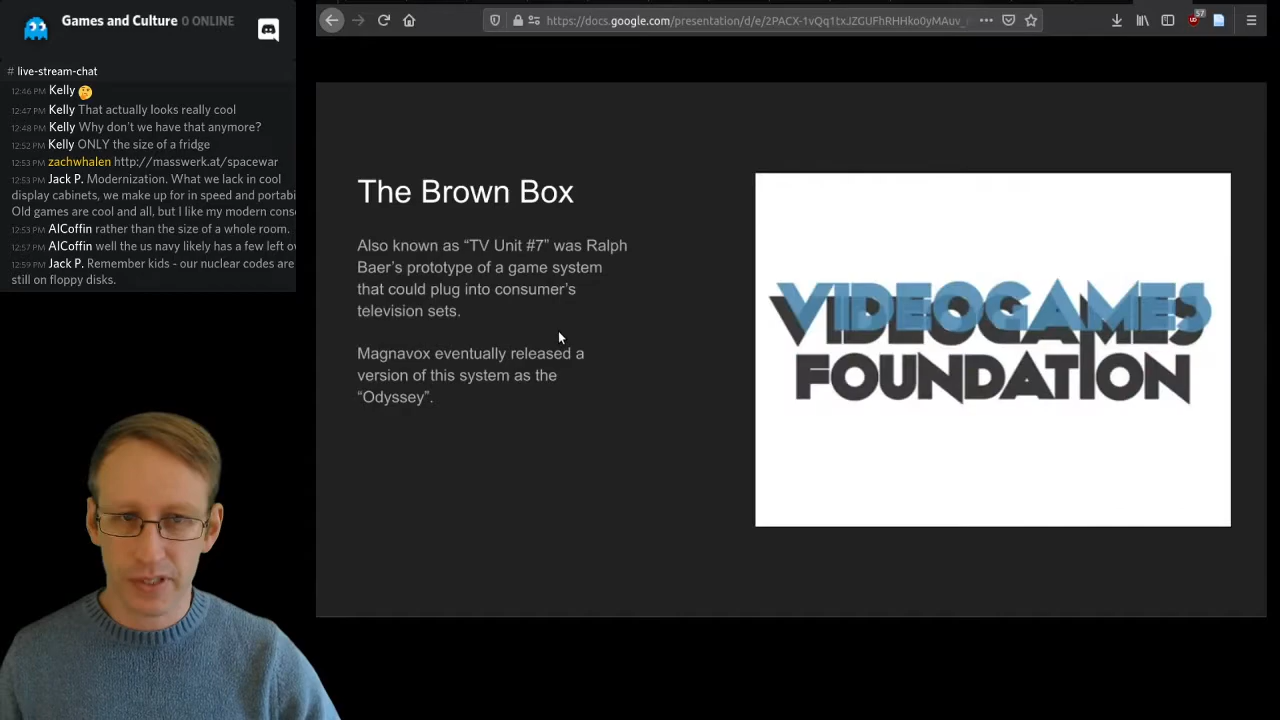 Games and Culture 0 ONLINE
# live-stream-chat
12:46 PM Kelly 🤔
12:47 PM Kelly That actually looks really cool
12:48 PM Kelly Why don't we have that anymore?
12:52 PM Kelly ONLY the size of a fridge
12:53 PM zachwhalen http://masswerk.at/spacewar
12:53 PM Jack P. Modernization. What we lack in cool
display cabinets, we make up for in speed and portabi
Old games are cool and all, but I like my modern cons
12:53 PM AlCoffin rather than the size of a whole room.
12:57 PM AlCoffin well the us navy likely has a few left ov
12:59 PM Jack P. Remember kids - our nuclear codes are
still on floppy disks.
https://docs.google.com/presentation/d/e/2PACX-1vQq1txJZGUFhRHHko0yMAuv_
57
The Brown Box
Also known as “TV Unit #7” was Ralph
Baer’s prototype of a game system
that could plug into consumer’s
television sets.
Magnavox eventually released a
version of this system as the
“Odyssey”.
VIDEOGAMES
VIDEOGAMES
FOUNDATION